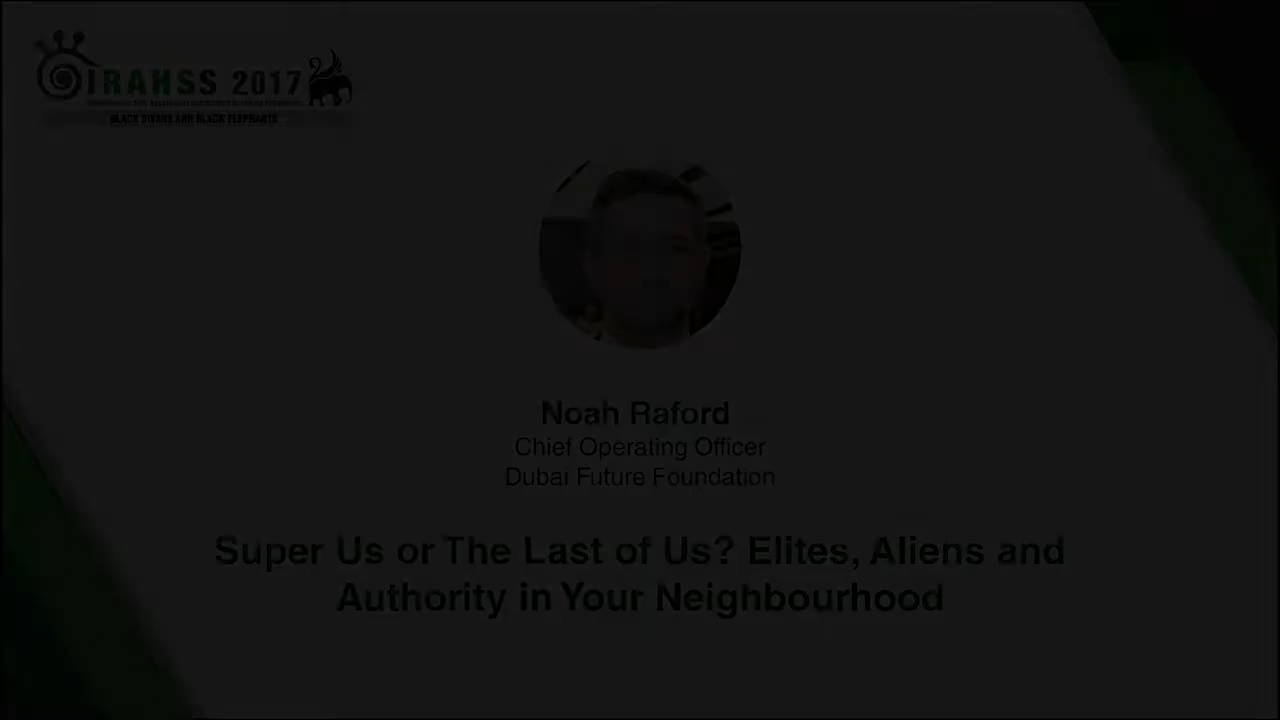 IRAHSS 2017
BLACK SWANS AND BLACK ELEPHANTS
Noah Raford
Chief Operating Officer
Dubai Future Foundation
Super Us or The Last of Us? Elites, Aliens and
Authority in Your Neighbourhood